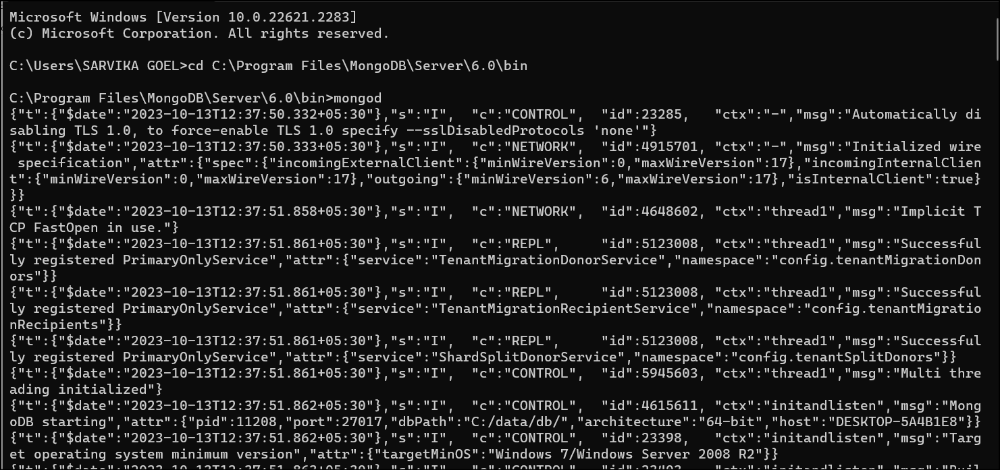 Microsoft Windows [Version 10.0.22621.2283]
(c) Microsoft Corporation. All rights reserved.
C:\Users\SARVIKA GOEL>cd C:\Program Files\MongoDB\Server\6.0\bin
C:\Program Files\MongoDB\Server\6.0\bin>mongod
{"t":{"$date":"2023-10-13T12:37:50.332+05:30"},"s":"I",  "c":"CONTROL",  "id":23285,   "ctx":"-","msg":"Automatically di
sabling TLS 1.0, to force-enable TLS 1.0 specify --sslDisabledProtocols 'none'"}
{"t":{"$date":"2023-10-13T12:37:50.333+05:30"},"s":"I",  "c":"NETWORK",  "id":4915701, "ctx":"-","msg":"Initialized wire
 specification","attr":{"spec":{"incomingExternalClient":{"minWireVersion":0,"maxWireVersion":17},"incomingInternalClien
t":{"minWireVersion":0,"maxWireVersion":17},"outgoing":{"minWireVersion":6,"maxWireVersion":17},"isInternalClient":true}
}}
{"t":{"$date":"2023-10-13T12:37:51.858+05:30"},"s":"I",  "c":"NETWORK",  "id":4648602, "ctx":"thread1","msg":"Implicit T
CP FastOpen in use."}
{"t":{"$date":"2023-10-13T12:37:51.861+05:30"},"s":"I",  "c":"REPL",     "id":5123008, "ctx":"thread1","msg":"Successful
ly registered PrimaryOnlyService","attr":{"service":"TenantMigrationDonorService","namespace":"config.tenantMigrationDon
ors"}}
{"t":{"$date":"2023-10-13T12:37:51.861+05:30"},"s":"I",  "c":"REPL",     "id":5123008, "ctx":"thread1","msg":"Successful
ly registered PrimaryOnlyService","attr":{"service":"TenantMigrationRecipientService","namespace":"config.tenantMigratio
nRecipients"}}
{"t":{"$date":"2023-10-13T12:37:51.861+05:30"},"s":"I",  "c":"REPL",     "id":5123008, "ctx":"thread1","msg":"Successful
ly registered PrimaryOnlyService","attr":{"service":"ShardSplitDonorService","namespace":"config.tenantSplitDonors"}}
{"t":{"$date":"2023-10-13T12:37:51.861+05:30"},"s":"I",  "c":"CONTROL",  "id":5945603, "ctx":"thread1","msg":"Multi thre
ading initialized"}
{"t":{"$date":"2023-10-13T12:37:51.862+05:30"},"s":"I",  "c":"CONTROL",  "id":4615611, "ctx":"initandlisten","msg":"Mong
oDB starting","attr":{"pid":11208,"port":27017,"dbPath":"C:/data/db/","architecture":"64-bit","host":"DESKTOP-5A4B1E8"}}
{"t":{"$date":"2023-10-13T12:37:51.862+05:30"},"s":"I",  "c":"CONTROL",  "id":23398,   "ctx":"initandlisten","msg":"Targ
et operating system minimum version","attr":{"targetMinOS":"Windows 7/Windows Server 2008 R2"}}